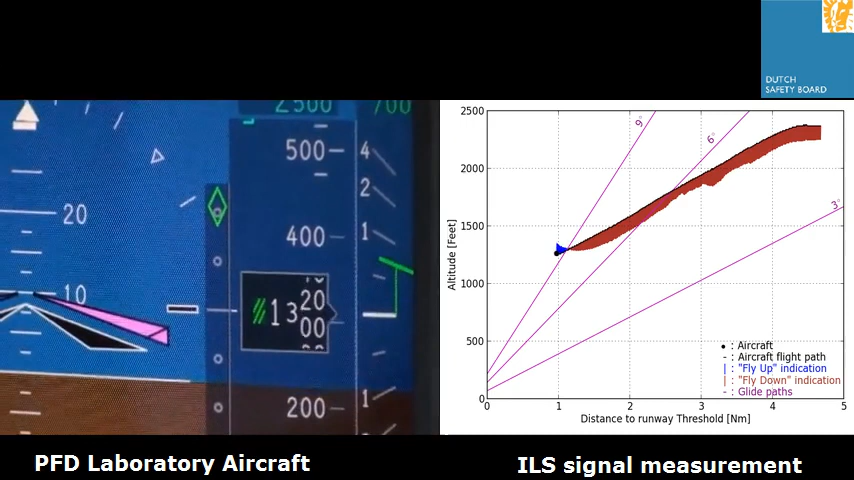 DUTCH
SAFETY BOARD
2500
700
500
4
2
20
400
1
10
1 3 20
00
200
1
2500
2000
1500
1000
500
0
0 1 2 3 4 5
9°
6°
3°
Altitude [Feet]
• : Aircraft
- : Aircraft flight path
| : "Fly Up" indication
| : "Fly Down" indication
- : Glide paths
Distance to runway Threshold [Nm]
PFD Laboratory Aircraft
ILS signal measurement